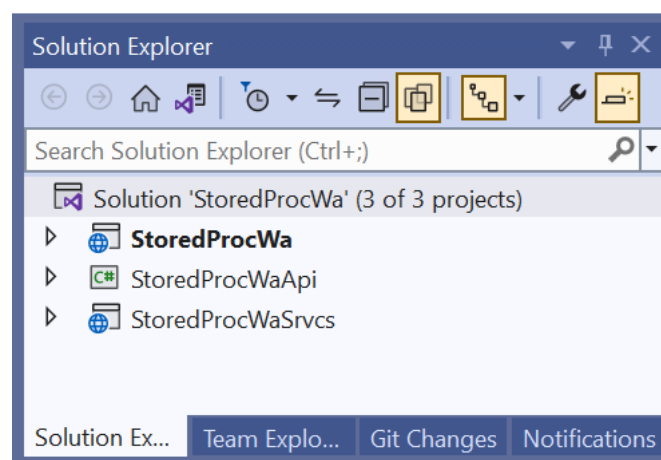 Solution Explorer
Search Solution Explorer (Ctrl+;)
Solution 'StoredProcWa' (3 of 3 projects)
StoredProcWa
C# StoredProcWaApi
StoredProcWaSrvcs
Solution Ex... Team Explo... Git Changes Notifications